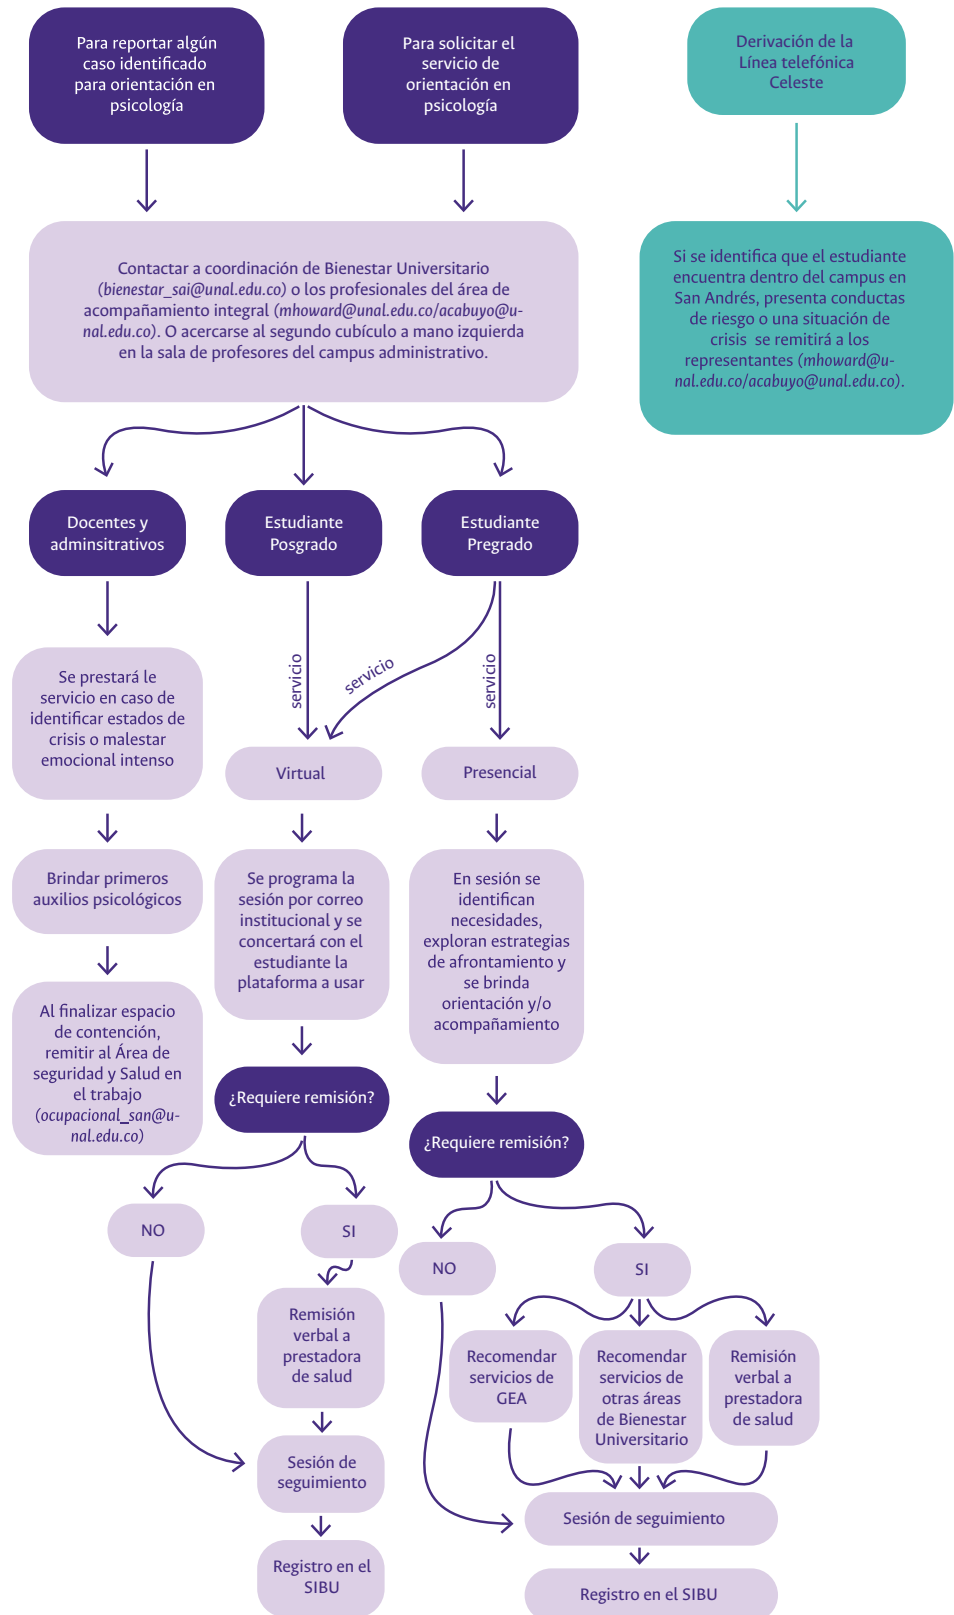 Para reportar algún
caso identificado
para orientación en
psicología
Para solicitar el
servicio de
orientación en
psicología
Derivación de la
Línea telefónica
Celeste
Contactar a coordinación de Bienestar Universitario
(bienestar_sai@unal.edu.co) o los profesionales del área de
acompañamiento integral (mhoward@unal.edu.co/acabuyo@u-
nal.edu.co). O acercarse al segundo cubículo a mano izquierda
en la sala de profesores del campus administrativo.
Si se identifica que el estudiante
encuentra dentro del campus en
San Andrés, presenta conductas
de riesgo o una situación de
crisis se remitirá a los
representantes (mhoward@u-
nal.edu.co/acabuyo@unal.edu.co).
Docentes y
adminsitrativos
Estudiante
Posgrado
Estudiante
Pregrado
servicio
servicio
servicio
Se prestará le
servicio en caso de
identificar estados de
crisis o malestar
emocional intenso
Virtual
Presencial
Brindar primeros
auxilios psicológicos
Se programa la
sesión por correo
institucional y se
concertará con el
estudiante la
plataforma a usar
En sesión se
identifican
necesidades,
exploran estrategias
de afrontamiento y
se brinda
orientación y/o
acompañamiento
Al finalizar espacio
de contención,
remitir al Área de
seguridad y Salud en
el trabajo
(ocupacional_san@u-
nal.edu.co)
¿Requiere remisión?
¿Requiere remisión?
NO
SI
NO
SI
Remisión
verbal a
prestadora
de salud
Recomendar
servicios de
GEA
Recomendar
servicios de
otras áreas
de Bienestar
Universitario
Remisión
verbal a
prestadora
de salud
Sesión de
seguimiento
Sesión de seguimiento
Registro en el
SIBU
Registro en el SIBU